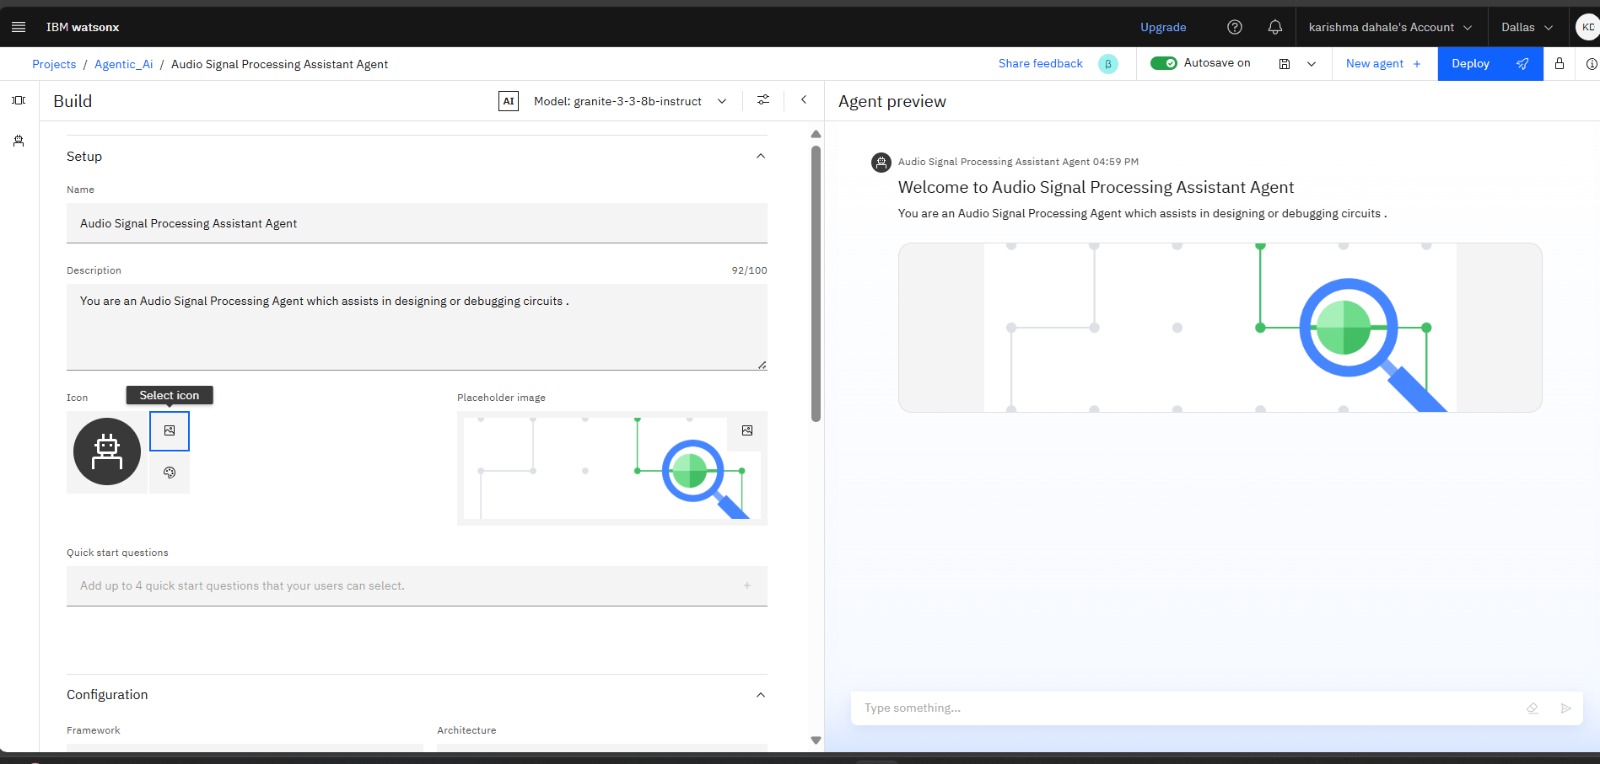 IBM watsonx
Upgrade
karishma dahale's Account
Dallas
KD
Projects / Agentic_Ai / Audio Signal Processing Assistant Agent
Share feedback
β
Autosave on
New agent +
Deploy
Build
AI
Model: granite-3-3-8b-instruct
Setup
Name
Audio Signal Processing Assistant Agent
Description
92/100
You are an Audio Signal Processing Agent which assists in designing or debugging circuits .
Icon
Select icon
Placeholder image
Quick start questions
Add up to 4 quick start questions that your users can select.
Configuration
Framework
Architecture
Agent preview
Audio Signal Processing Assistant Agent 04:59 PM
Welcome to Audio Signal Processing Assistant Agent
You are an Audio Signal Processing Agent which assists in designing or debugging circuits .
Type something...